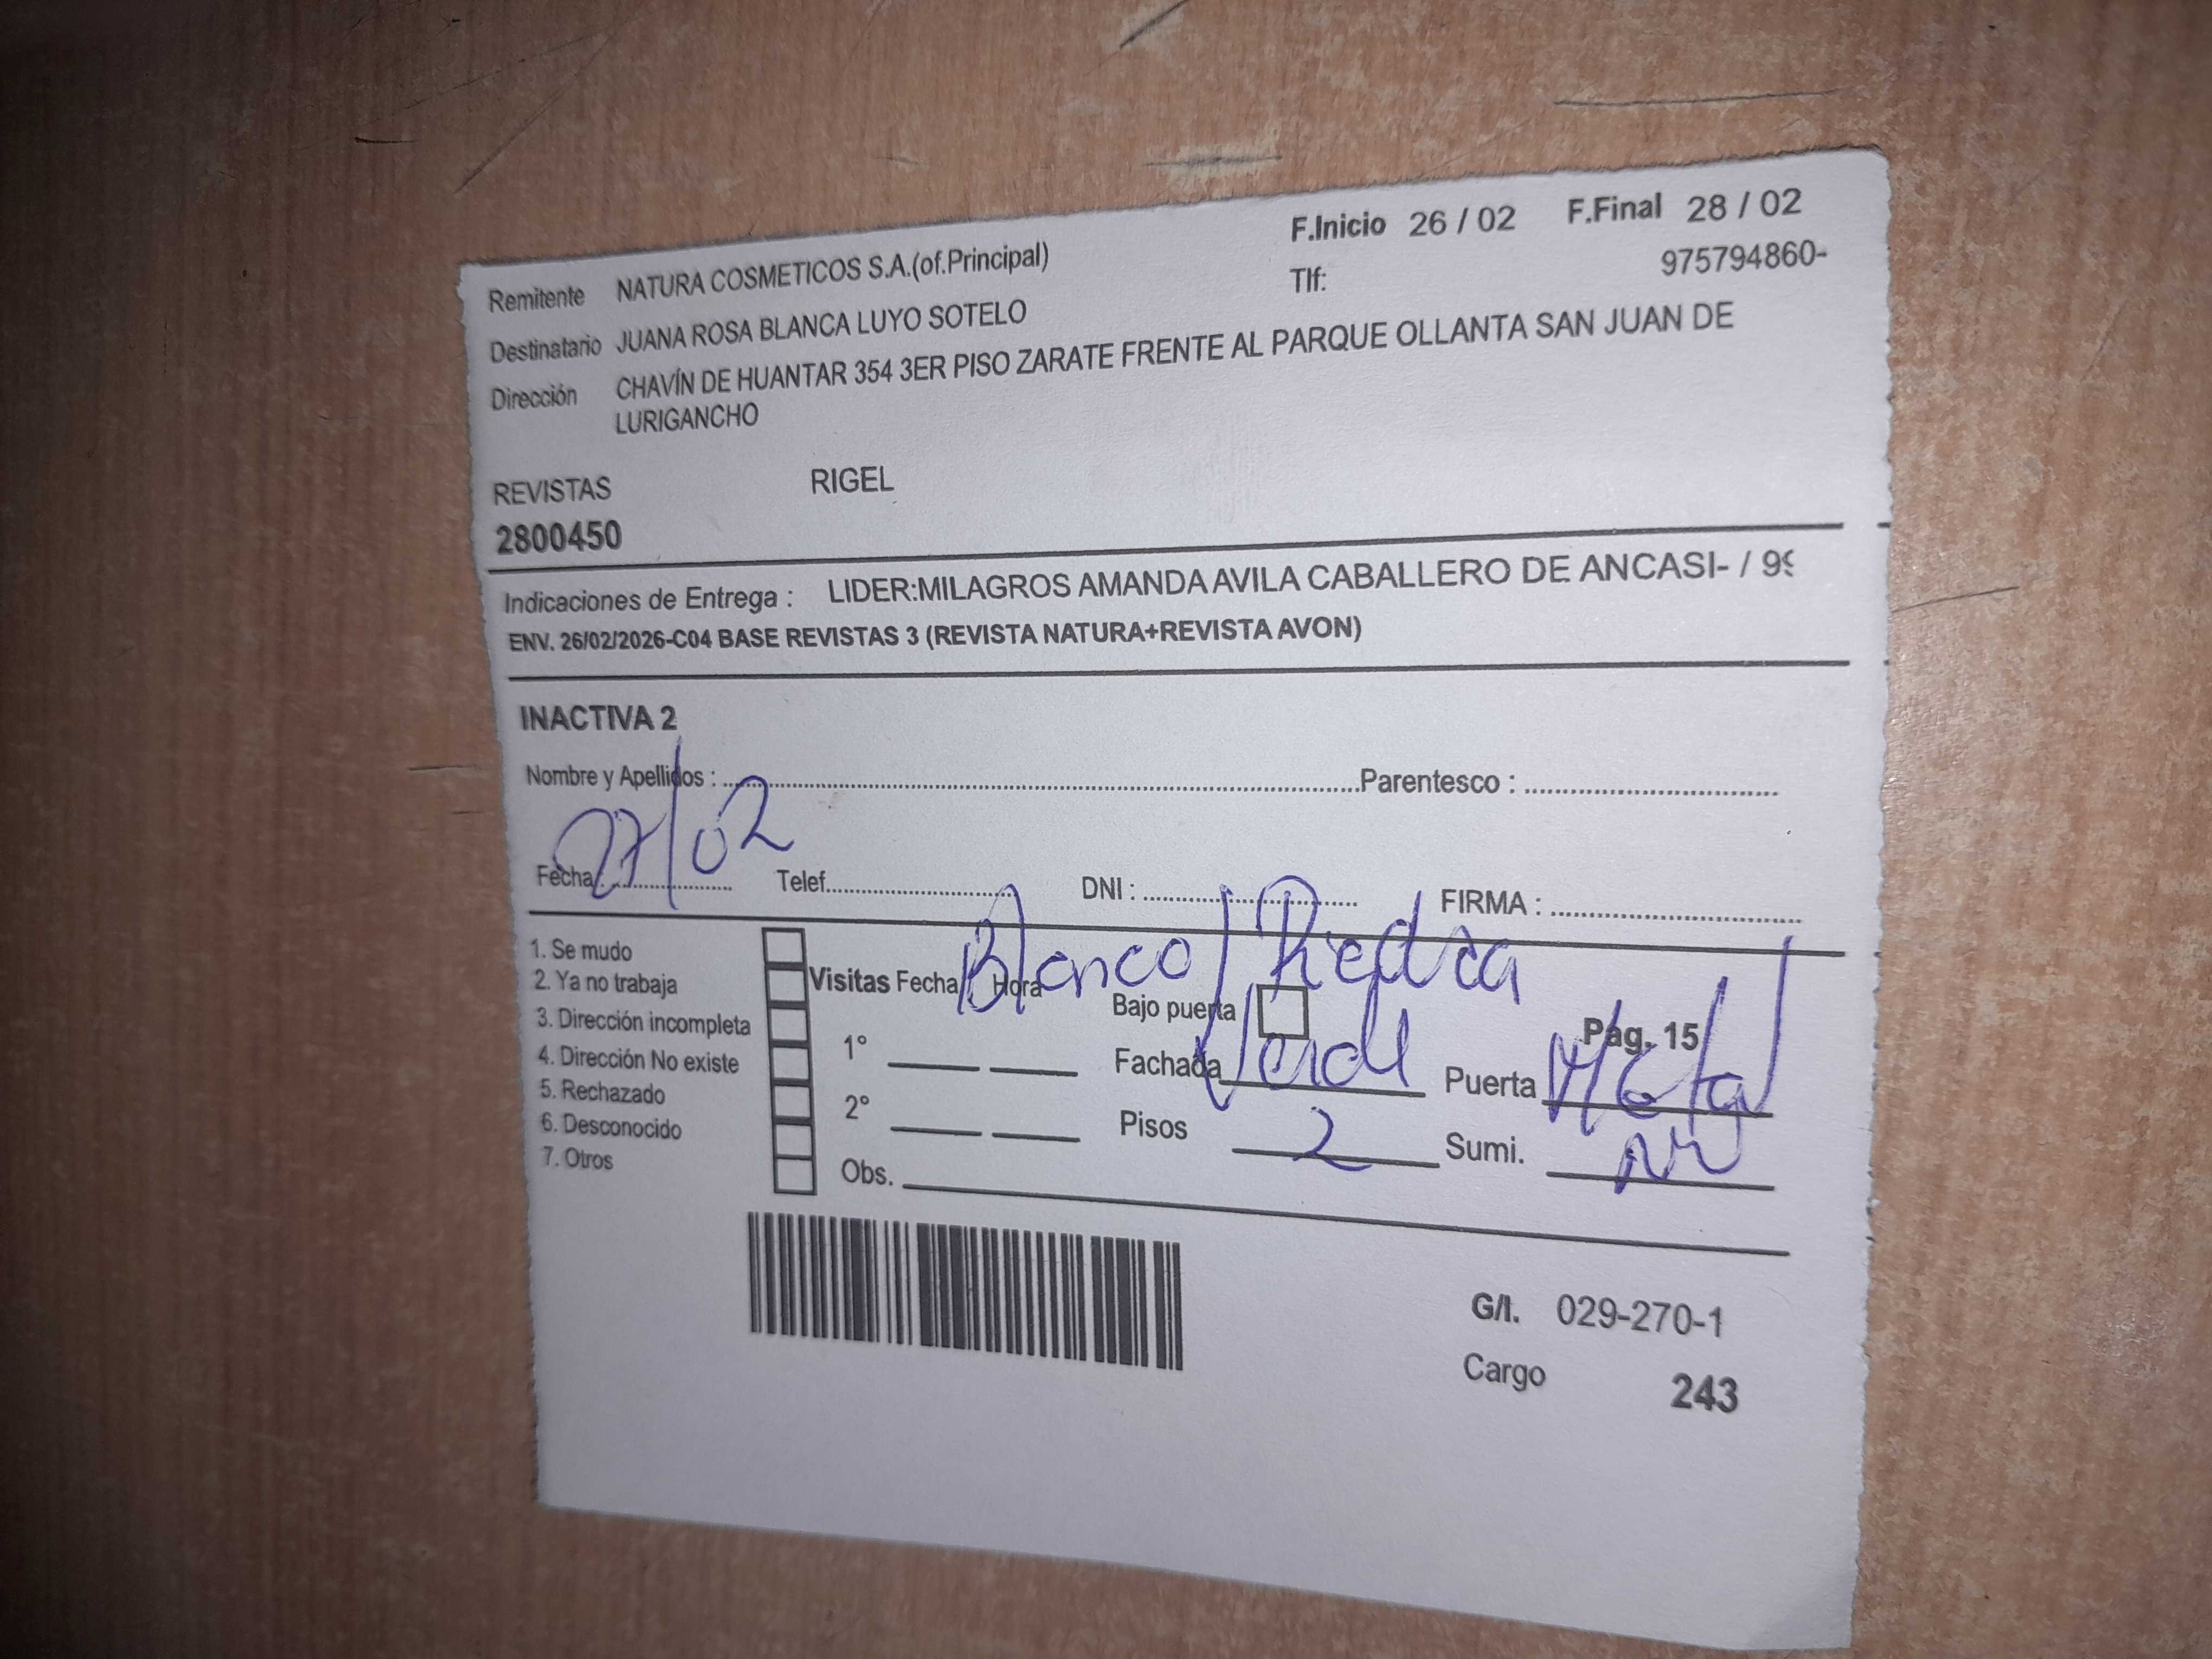 F.Inicio 26 / 02 F.Final 28 / 02
Remitente NATURA COSMETICOS S.A.(of.Principal) Tlf: 975794860-
Destinatario JUANA ROSA BLANCA LUYO SOTELO
Dirección CHAVÍN DE HUANTAR 354 3ER PISO ZARATE FRENTE AL PARQUE OLLANTA SAN JUAN DE
LURIGANCHO
REVISTAS RIGEL
2800450
Indicaciones de Entrega : LIDER:MILAGROS AMANDA AVILA CABALLERO DE ANCASI- / 99
ENV. 26/02/2026-C04 BASE REVISTAS 3 (REVISTA NATURA+REVISTA AVON)
INACTIVA 2
Nombre y Apellidos : Parentesco :
Fecha: 27/02 Telef. DNI : FIRMA :
Blanco/Piedra
1. Se mudo
2. Ya no trabaja
3. Dirección incompleta
4. Dirección No existe
5. Rechazado
6. Desconocido
7. Otros
Visitas Fecha / Hora
1°
2°
Obs.
Bajo puerta Pag. 15
Fachada Verde Puerta Metal
Pisos 2 Sumi.
G/I. 029-270-1
Cargo 243